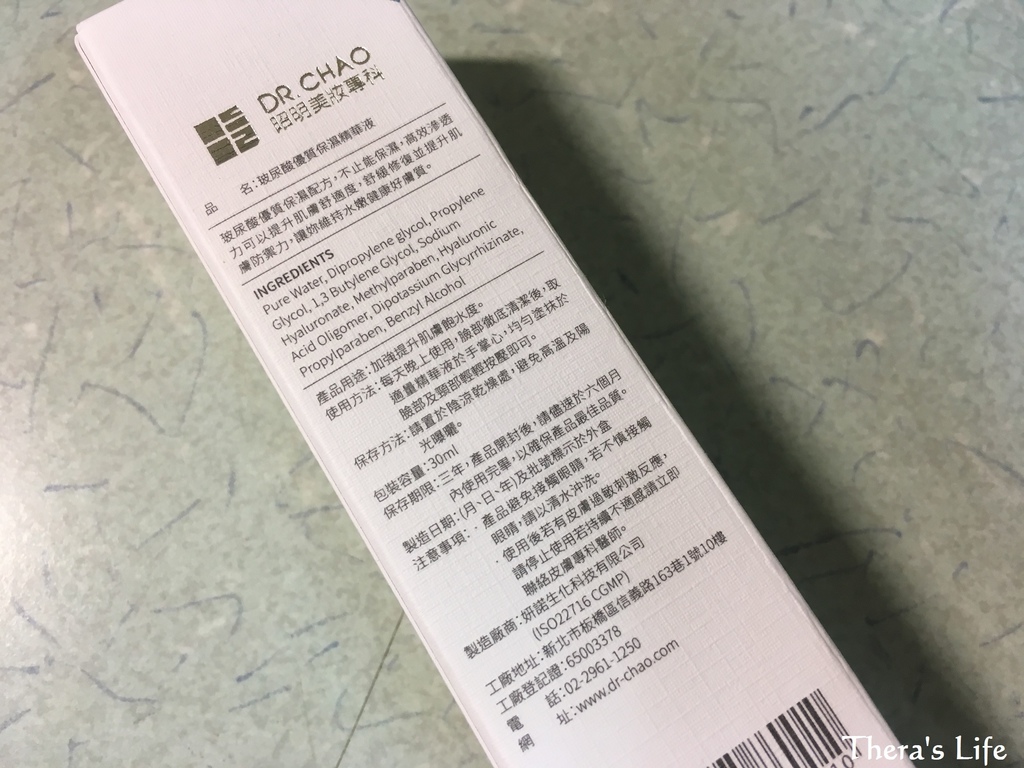 DR CHAO
昭明美妝專科
品　　名：玻尿酸優質保濕精華液
玻尿酸優質保濕配方，不止能保濕，高效滲透
力可以提升肌膚舒適度，舒緩修復並提升肌
膚防禦力，讓妳維持水嫩健康好膚質。
INGREDIENTS
Pure Water, Dipropylene glycol, Propylene
Glycol, 1,3 Butylene Glycol, Sodium
Hyaluronate, Methylparaben, Hyaluronic
Acid Oligomer, Dipotassium Glycyrrhizinate,
Propylparaben, Benzyl Alcohol
產品用途：加強提升肌膚飽水度。
使用方法：每天晚上使用，臉部徹底清潔後，取
適量精華液於手掌心，均勻塗抹於
臉部及頸部輕輕按壓即可。
保存方法：請置於陰涼乾燥處，避免高溫及陽
光曝曬。
包裝容量：30ml
保存期限：三年，產品開封後，請儘速於六個月
內使用完畢，以確保產品最佳品質。
製造日期：(月、日、年)及批號標示於外盒
注意事項：‧產品避免接觸眼睛，若不慎接觸
眼睛，請以清水沖洗。
‧使用後若有皮膚過敏刺激反應，
請停止使用若持續不適感請立即
聯絡皮膚專科醫師。
製造廠商：妍諾生化科技有限公司
(ISO22716 CGMP)
工廠地址：新北市板橋區信義路163巷1號10樓
工廠登記證：65003378
電　　話：02-2961-1250
網　　址：www.dr-chao.com
Thera's Life